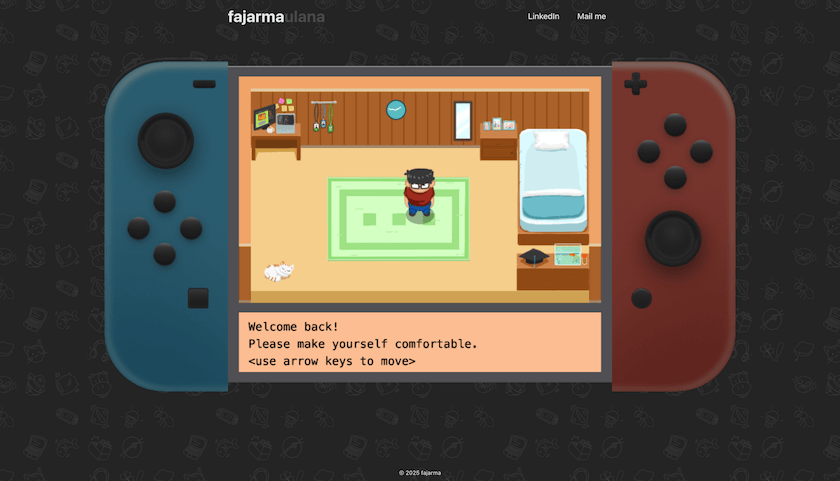 fajarmaulana
LinkedIn Mail me
Welcome back!
Please make yourself comfortable.
<use arrow keys to move>
© 2025 fajarma